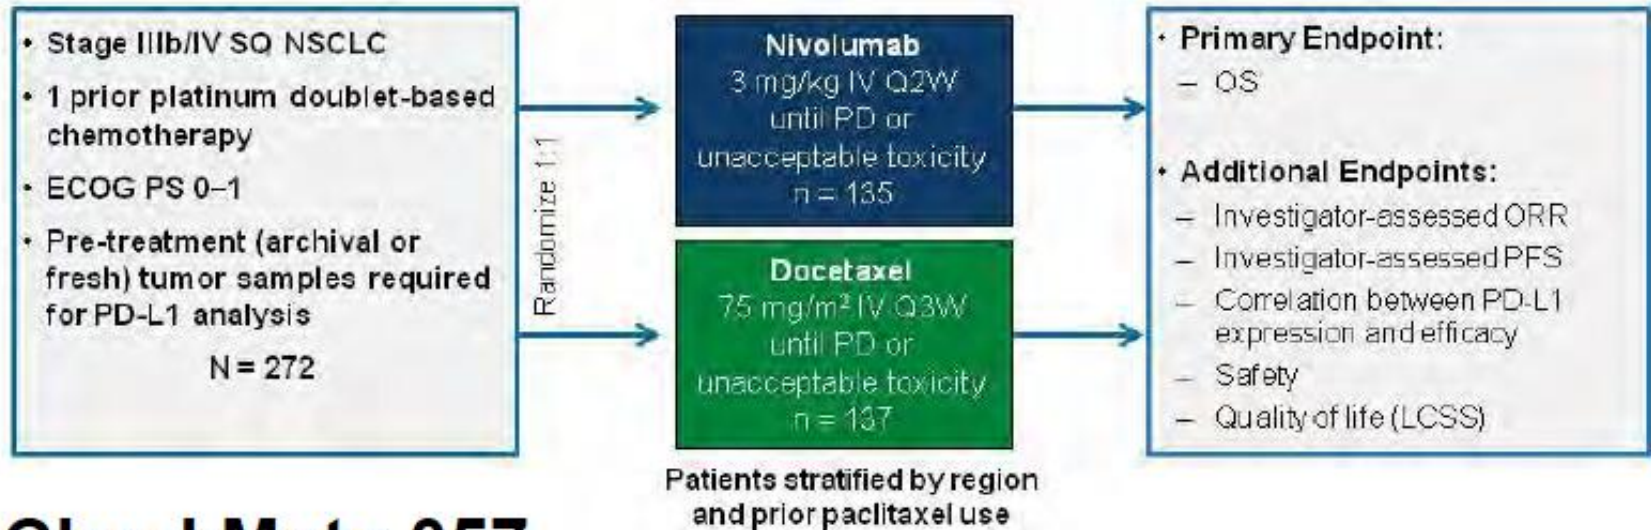 • Stage IIIb/IV SQ NSCLC
• 1 prior platinum doublet-based
chemotherapy
• ECOG PS 0–1
• Pre-treatment (archival or
fresh) tumor samples required
for PD-L1 analysis
N = 272
Randomize 1:1
Nivolumab
3 mg/kg IV Q2W
until PD or
unacceptable toxicity
n = 135
Docetaxel
75 mg/m² IV Q3W
until PD or
unacceptable toxicity
n = 137
Patients stratified by region
and prior paclitaxel use
• Primary Endpoint:
– OS
• Additional Endpoints:
– Investigator-assessed ORR
– Investigator-assessed PFS
– Correlation between PD-L1
expression and efficacy
– Safety
– Quality of life (LCSS)